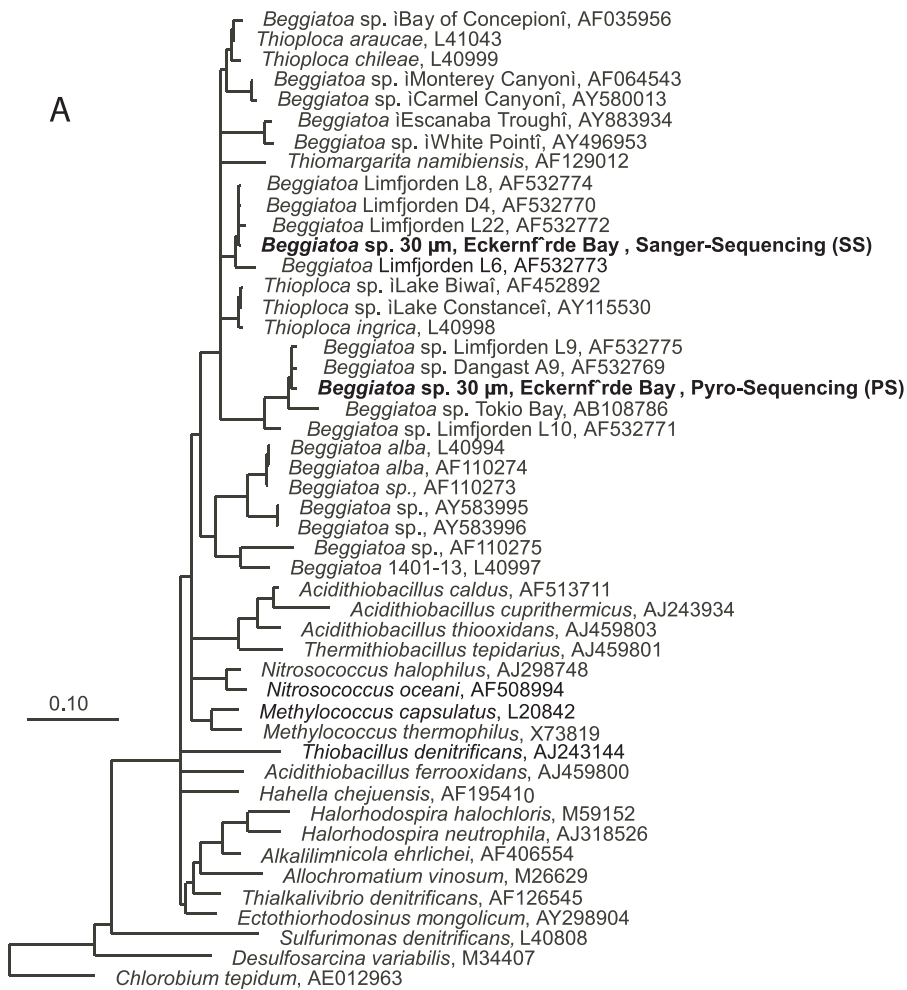 Beggiatoa sp. ìBay of Concepionî, AF035956
Thioploca araucae, L41043
Thioploca chileae, L40999
Beggiatoa sp. ìMonterey Canyonì, AF064543
Beggiatoa sp. ìCarmel Canyonî, AY580013
A
Beggiatoa ìEscanaba Troughî, AY883934
Beggiatoa sp. ìWhite Pointî, AY496953
Thiomargarita namibiensis, AF129012
Beggiatoa Limfjorden L8, AF532774
Beggiatoa Limfjorden D4, AF532770
Beggiatoa Limfjorden L22, AF532772
Beggiatoa sp. 30 µm, Eckernfˆrde Bay , Sanger-Sequencing (SS)
Beggiatoa Limfjorden L6, AF532773
Thioploca sp. ìLake Biwaî, AF452892
Thioploca sp. ìLake Constanceî, AY115530
Thioploca ingrica, L40998
Beggiatoa sp. Limfjorden L9, AF532775
Beggiatoa sp. Dangast A9, AF532769
Beggiatoa sp. 30 µm, Eckernfˆrde Bay , Pyro-Sequencing (PS)
Beggiatoa sp. Tokio Bay, AB108786
Beggiatoa sp. Limfjorden L10, AF532771
Beggiatoa alba, L40994
Beggiatoa alba, AF110274
Beggiatoa sp., AF110273
Beggiatoa sp., AY583995
Beggiatoa sp., AY583996
Beggiatoa sp., AF110275
Beggiatoa 1401-13, L40997
Acidithiobacillus caldus, AF513711
Acidithiobacillus cuprithermicus, AJ243934
Acidithiobacillus thiooxidans, AJ459803
Thermithiobacillus tepidarius, AJ459801
Nitrosococcus halophilus, AJ298748
Nitrosococcus oceani, AF508994
0.10
Methylococcus capsulatus, L20842
Methylococcus thermophilus, X73819
Thiobacillus denitrificans, AJ243144
Acidithiobacillus ferrooxidans, AJ459800
Hahella chejuensis, AF195410
Halorhodospira halochloris, M59152
Halorhodospira neutrophila, AJ318526
Alkalilimnicola ehrlichei, AF406554
Allochromatium vinosum, M26629
Thialkalivibrio denitrificans, AF126545
Ectothiorhodosinus mongolicum, AY298904
Sulfurimonas denitrificans, L40808
Desulfosarcina variabilis, M34407
Chlorobium tepidum, AE012963